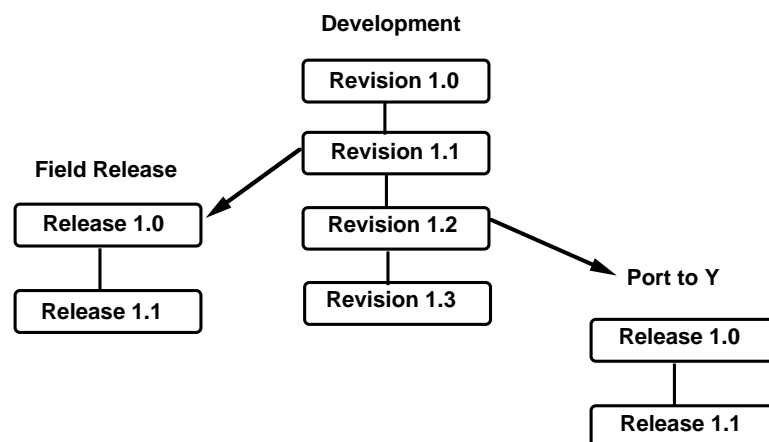 Development
Revision 1.0
Revision 1.1
Field Release
Release 1.0
Revision 1.2
Port to Y
Release 1.1
Revision 1.3
Release 1.0
Release 1.1